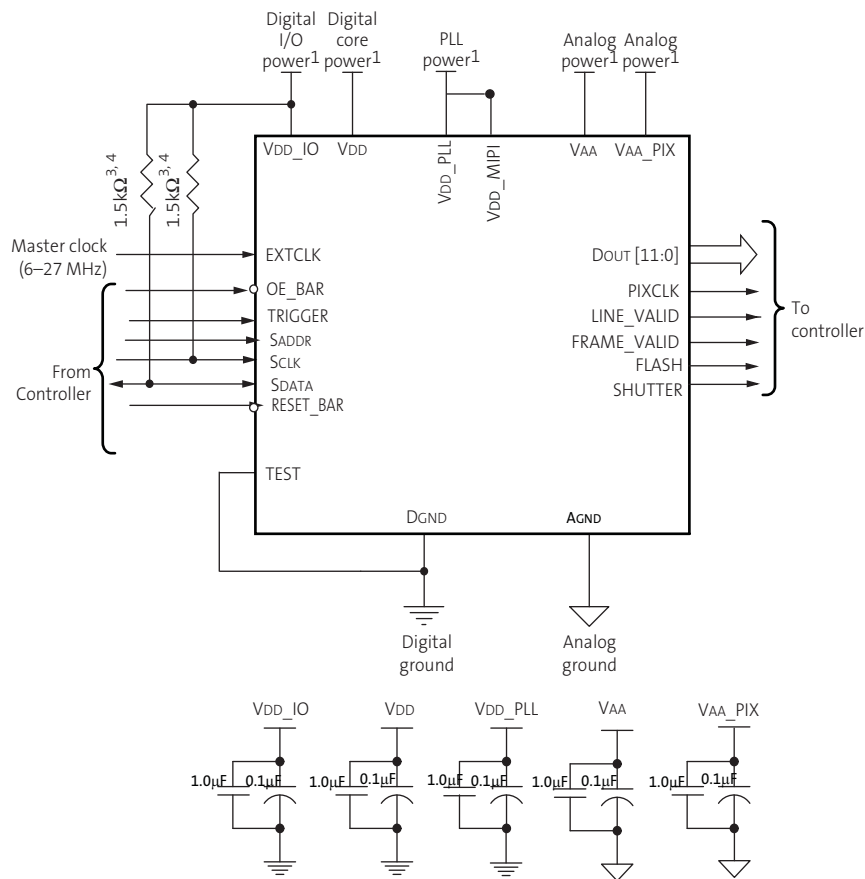 Digital
I/O
power1
Digital
core
power1
PLL
power1
Analog
power1
Analog
power1
VDD_IO
VDD
VDD_PLL
VDD_MIPI
VAA
VAA_PIX
1.5kΩ3, 4
1.5kΩ3, 4
Master clock
(6–27 MHz)
EXTCLK
OE_BAR
TRIGGER
SADDR
SCLK
SDATA
RESET_BAR
TEST
From
Controller
DOUT [11:0]
PIXCLK
LINE_VALID
FRAME_VALID
FLASH
SHUTTER
To
controller
DGND
AGND
Digital
ground
Analog
ground
VDD_IO
VDD
VDD_PLL
VAA
VAA_PIX
1.0µF
0.1µF
1.0µF
0.1µF
1.0µF
0.1µF
1.0µF
0.1µF
1.0µF
0.1µF